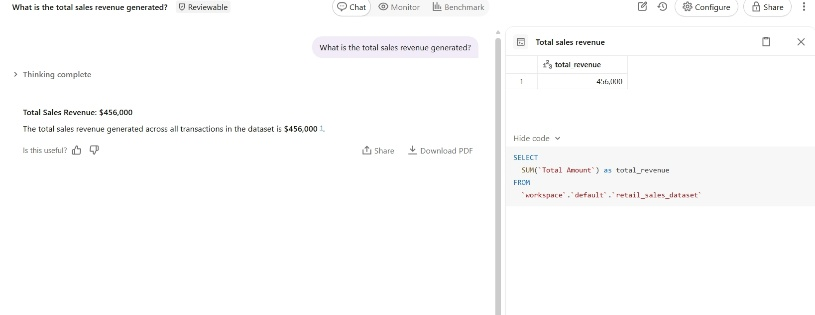 What is the total sales revenue generated? Reviewable Chat Monitor Benchmark Configure Share
What is the total sales revenue generated?
Thinking complete
Total Sales Revenue: $456,000
The total sales revenue generated across all transactions in the dataset is $456,000 1.
Is this useful? Share Download PDF
Total sales revenue
123 total revenue
1 456,000
Hide code
SELECT
SUM(`Total Amount`) as total_revenue
FROM
`workspace`.`default`.`retail_sales_dataset`